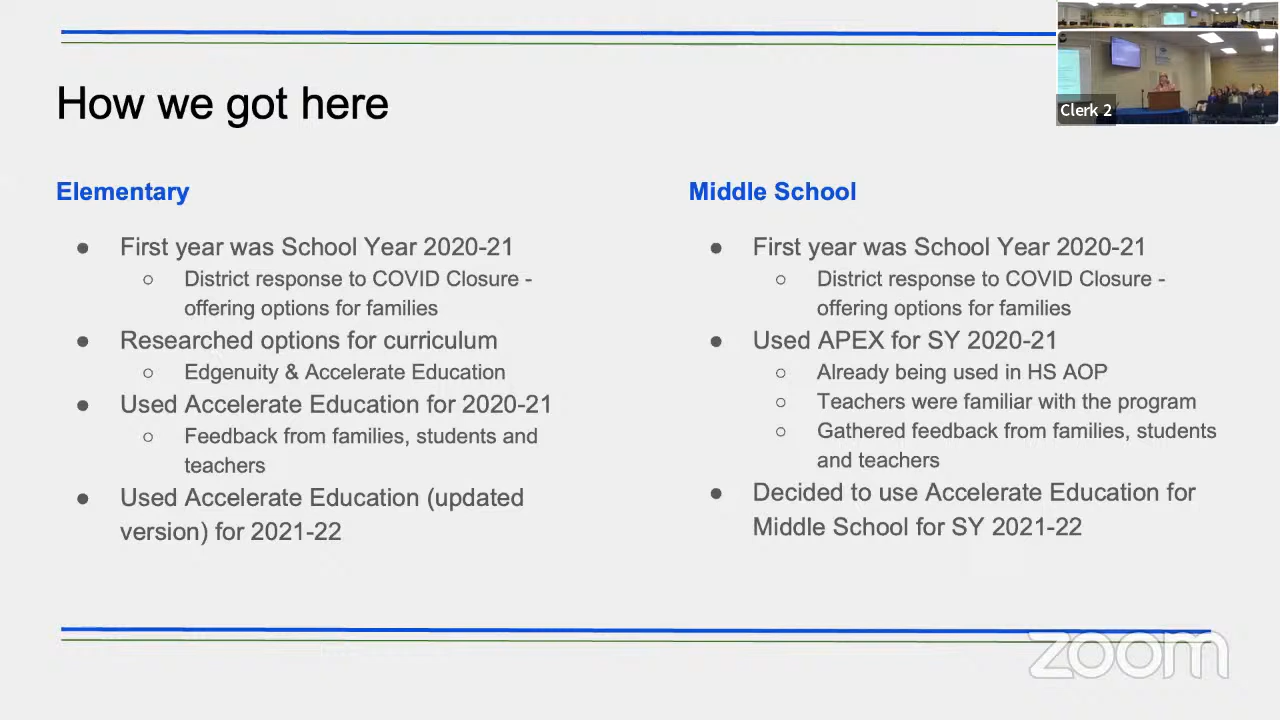 Clerk 2
How we got here
Elementary
● First year was School Year 2020-21
○ District response to COVID Closure -
offering options for families
● Researched options for curriculum
○ Edgenuity & Accelerate Education
● Used Accelerate Education for 2020-21
○ Feedback from families, students and
teachers
● Used Accelerate Education (updated
version) for 2021-22
Middle School
● First year was School Year 2020-21
○ District response to COVID Closure -
offering options for families
● Used APEX for SY 2020-21
○ Already being used in HS AOP
○ Teachers were familiar with the program
○ Gathered feedback from families, students
and teachers
● Decided to use Accelerate Education for
Middle School for SY 2021-22
zoom